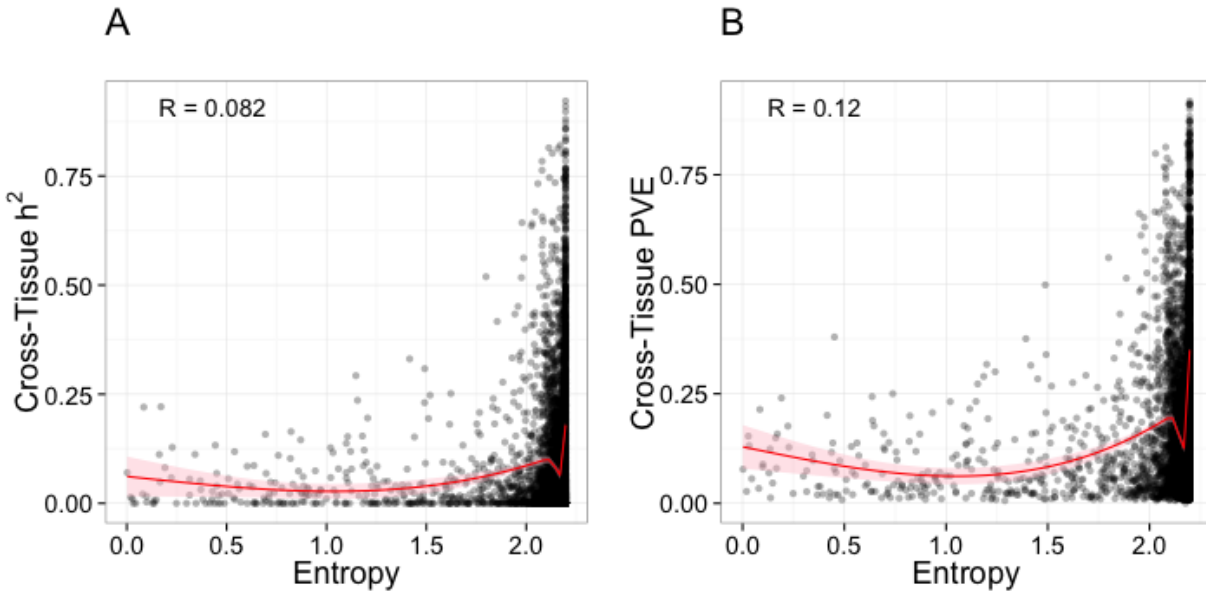 A
R = 0.082
Cross-Tissue h²
0.75
0.50
0.25
0.00
0.0 0.5 1.0 1.5 2.0
Entropy
B
R = 0.12
Cross-Tissue PVE
0.75
0.50
0.25
0.00
0.0 0.5 1.0 1.5 2.0
Entropy